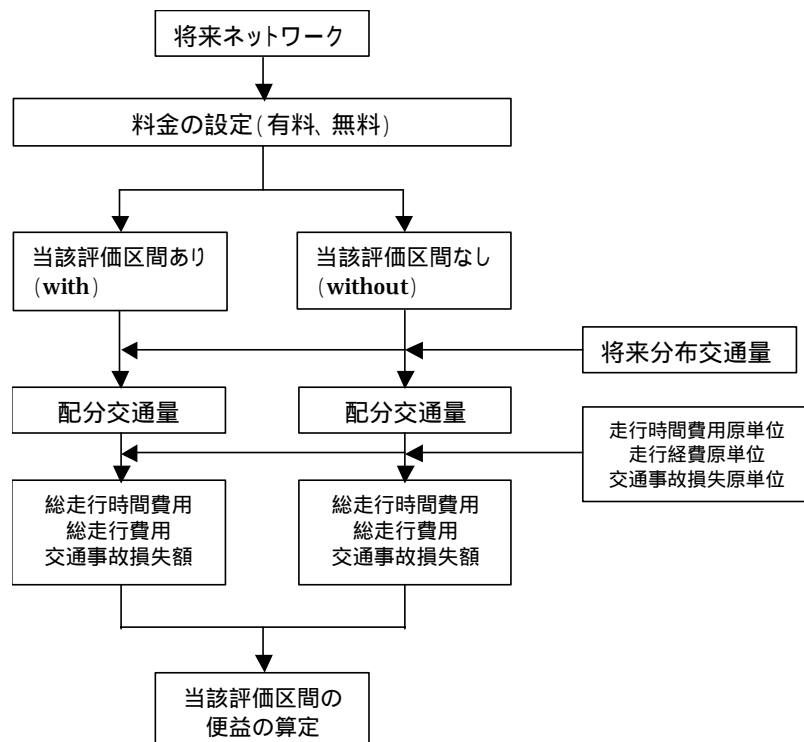 将来ネットワーク
料金の設定(有料、無料)
当該評価区間あり
(with)
当該評価区間なし
(without)
将来分布交通量
配分交通量
配分交通量
走行時間費用原単位
走行経費原単位
交通事故損失原単位
総走行時間費用
総走行費用
交通事故損失額
総走行時間費用
総走行費用
交通事故損失額
当該評価区間の
便益の算定